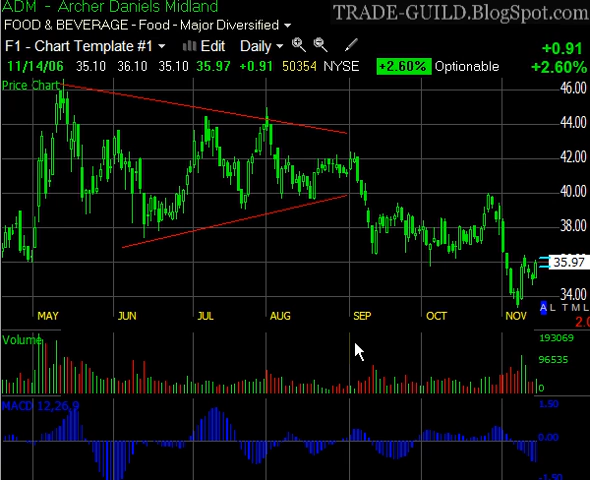 ADM - Archer Daniels Midland
TRADE-GUILD.BlogSpot.com
FOOD & BEVERAGE - Food - Major Diversified
F1 - Chart Template #1 Edit Daily
+0.91
11/14/06 35.10 36.10 35.10 35.97 +0.91 50354 NYSE +2.60% Optionable
+2.60%
Price Chart
46.00
44.00
42.00
40.00
38.00
35.97
34.00
A L T M L
MAY JUN JUL AUG SEP OCT NOV
2.0
Volume
193069
96535
0
MACD 12,26,9
1.50
0.00
-1.50